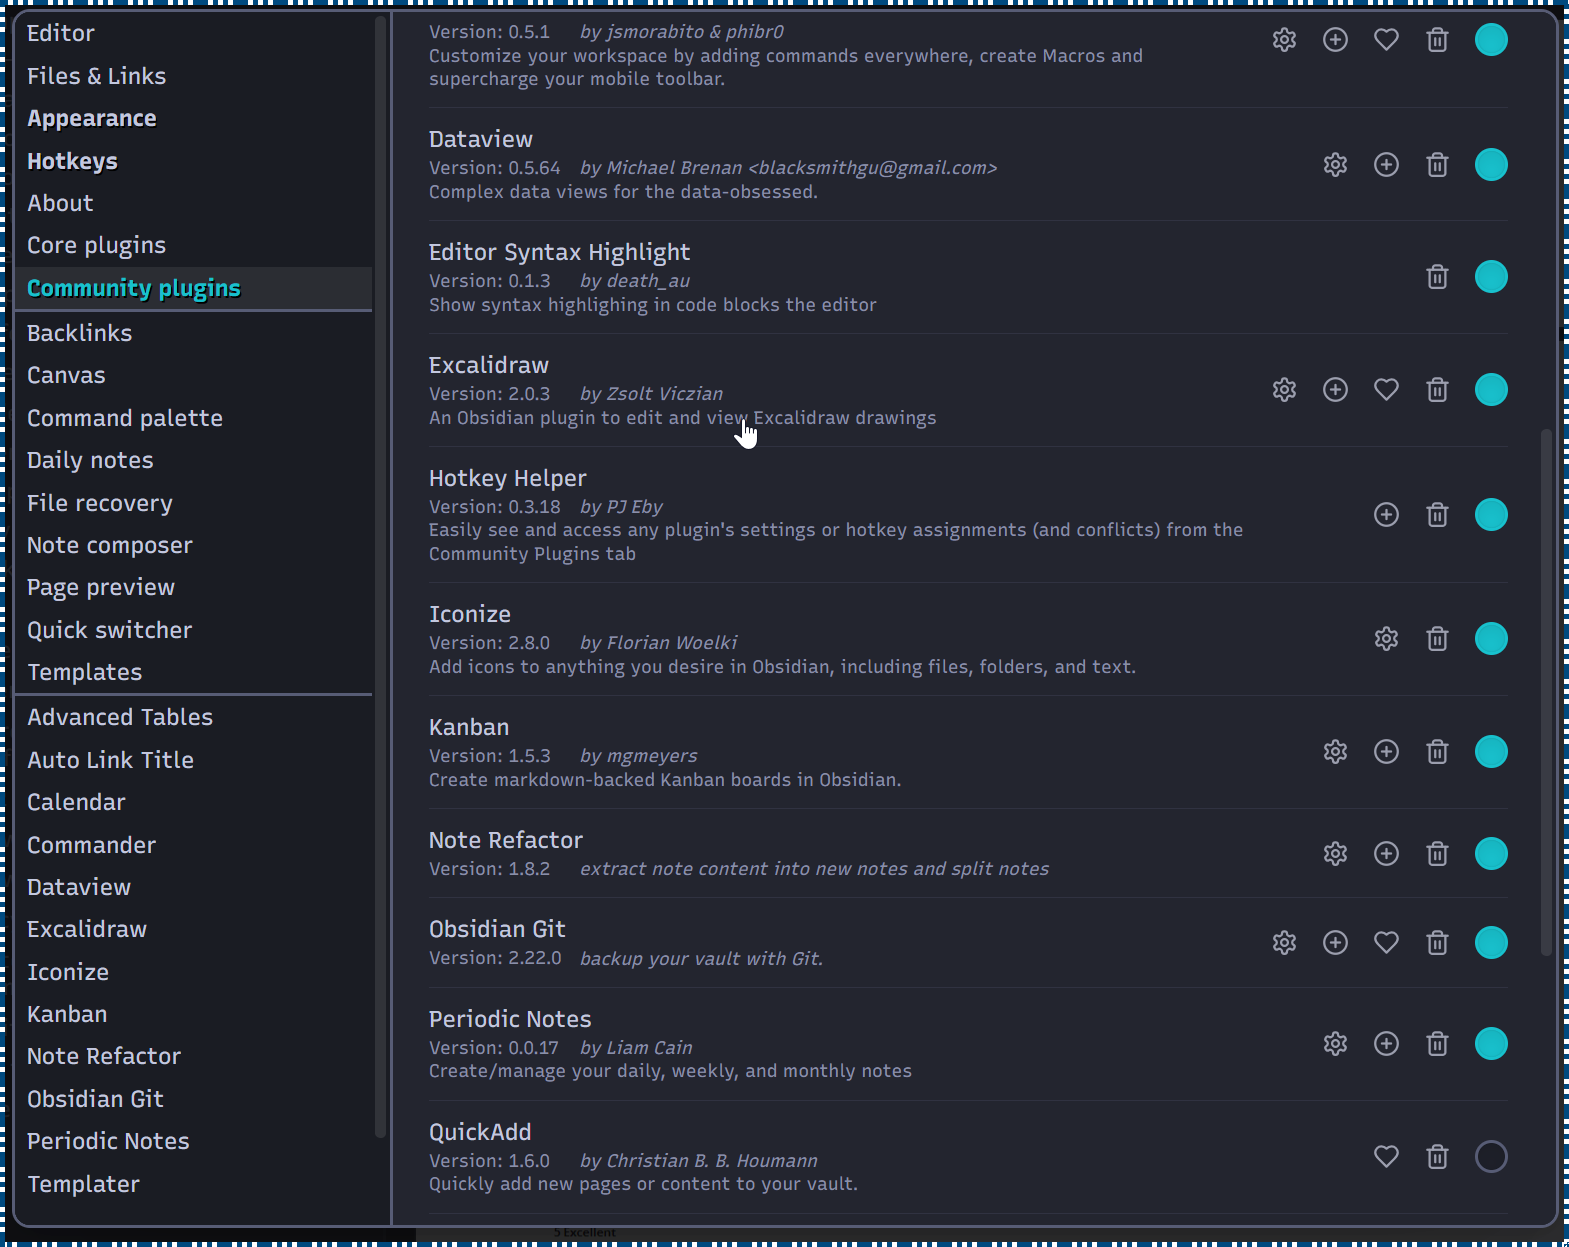 Editor
Files & Links
Appearance
Hotkeys
About
Core plugins
Community plugins
Backlinks
Canvas
Command palette
Daily notes
File recovery
Note composer
Page preview
Quick switcher
Templates
Advanced Tables
Auto Link Title
Calendar
Commander
Dataview
Excalidraw
Iconize
Kanban
Note Refactor
Obsidian Git
Periodic Notes
Templater
Version: 0.5.1 by jsmorabito & phibr0
Customize your workspace by adding commands everywhere, create Macros and
supercharge your mobile toolbar.
Dataview
Version: 0.5.64 by Michael Brenan <blacksmithgu@gmail.com>
Complex data views for the data-obsessed.
Editor Syntax Highlight
Version: 0.1.3 by death_au
Show syntax highlighing in code blocks the editor
Excalidraw
Version: 2.0.3 by Zsolt Viczian
An Obsidian plugin to edit and view Excalidraw drawings
Hotkey Helper
Version: 0.3.18 by PJ Eby
Easily see and access any plugin's settings or hotkey assignments (and conflicts) from the
Community Plugins tab
Iconize
Version: 2.8.0 by Florian Woelki
Add icons to anything you desire in Obsidian, including files, folders, and text.
Kanban
Version: 1.5.3 by mgmeyers
Create markdown-backed Kanban boards in Obsidian.
Note Refactor
Version: 1.8.2 extract note content into new notes and split notes
Obsidian Git
Version: 2.22.0 backup your vault with Git.
Periodic Notes
Version: 0.0.17 by Liam Cain
Create/manage your daily, weekly, and monthly notes
QuickAdd
Version: 1.6.0 by Christian B. B. Houmann
Quickly add new pages or content to your vault.
5 Excellent